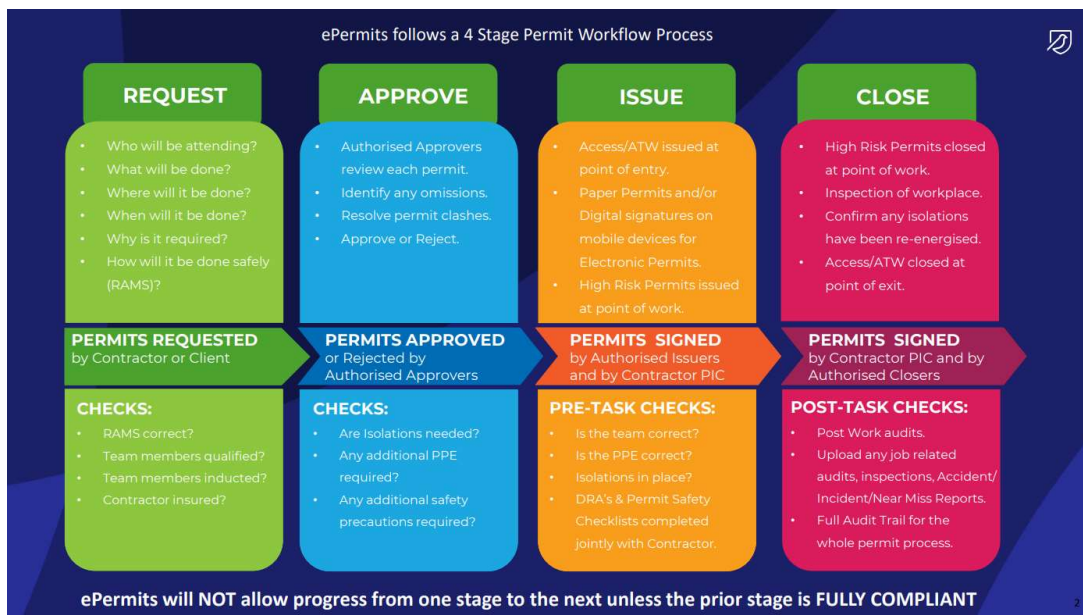 ePermits follows a 4 Stage Permit Workflow Process
REQUEST
• Who will be attending?
• What will be done?
• Where will it be done?
• When will it be done?
• Why is it required?
• How will it be done safely
(RAMS)?
PERMITS REQUESTED
by Contractor or Client
CHECKS:
• RAMS correct?
• Team members qualified?
• Team members inducted?
• Contractor insured?
APPROVE
• Authorised Approvers
review each permit.
• Identify any omissions.
• Resolve permit clashes.
• Approve or Reject.
PERMITS APPROVED
or Rejected by
Authorised Approvers
CHECKS:
• Are Isolations needed?
• Any additional PPE
required?
• Any additional safety
precautions required?
ISSUE
• Access/ATW issued at
point of entry.
• Paper Permits and/or
Digital signatures on
mobile devices for
Electronic Permits.
• High Risk Permits issued
at point of work.
PERMITS SIGNED
by Authorised Issuers
and by Contractor PIC
PRE-TASK CHECKS:
• Is the team correct?
• Is the PPE correct?
• Isolations in place?
• DRA's & Permit Safety
Checklists completed
jointly with Contractor.
CLOSE
• High Risk Permits closed
at point of work.
• Inspection of workplace.
• Confirm any isolations
have been re-energised.
• Access/ATW closed at
point of exit.
PERMITS SIGNED
by Contractor PIC and by
Authorised Closers
POST-TASK CHECKS:
• Post Work audits.
• Upload any job related
audits, inspections, Accident/
Incident/Near Miss Reports.
• Full Audit Trail for the
whole permit process.
ePermits will NOT allow progress from one stage to the next unless the prior stage is FULLY COMPLIANT
2